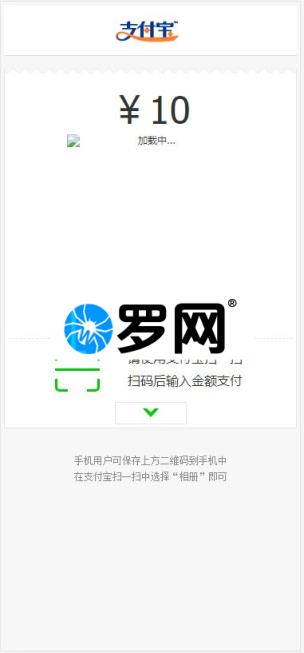 支付宝
¥ 10
加载中...
罗网®
请使用支付宝扫一扫
扫码后输入金额支付
手机用户可保存上方二维码到手机中
在支付宝扫一扫中选择“相册”即可